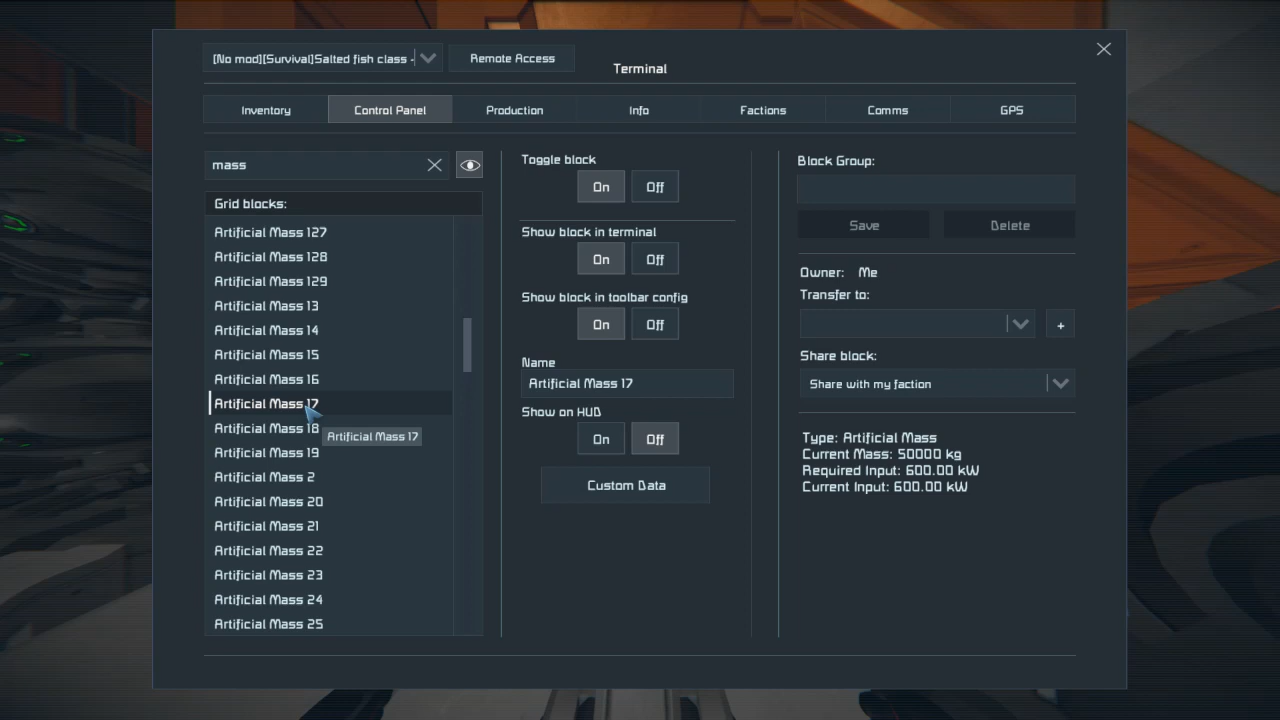 [No mod][Survival]Salted fish class -
Remote Access
Terminal
Inventory
Control Panel
Production
Info
Factions
Comms
GPS
mass
Grid blocks:
Artificial Mass 127
Artificial Mass 128
Artificial Mass 129
Artificial Mass 13
Artificial Mass 14
Artificial Mass 15
Artificial Mass 16
Artificial Mass 17
Artificial Mass 18
Artificial Mass 17
Artificial Mass 19
Artificial Mass 2
Artificial Mass 20
Artificial Mass 21
Artificial Mass 22
Artificial Mass 23
Artificial Mass 24
Artificial Mass 25
Toggle block
On Off
Show block in terminal
On Off
Show block in toolbar config
On Off
Name
Artificial Mass 17
Show on HUD
On Off
Custom Data
Block Group:
Save
Delete
Owner: Me
Transfer to:
+
Share block:
Share with my faction
Type: Artificial Mass
Current Mass: 50000 kg
Required Input: 600.00 kW
Current Input: 600.00 kW